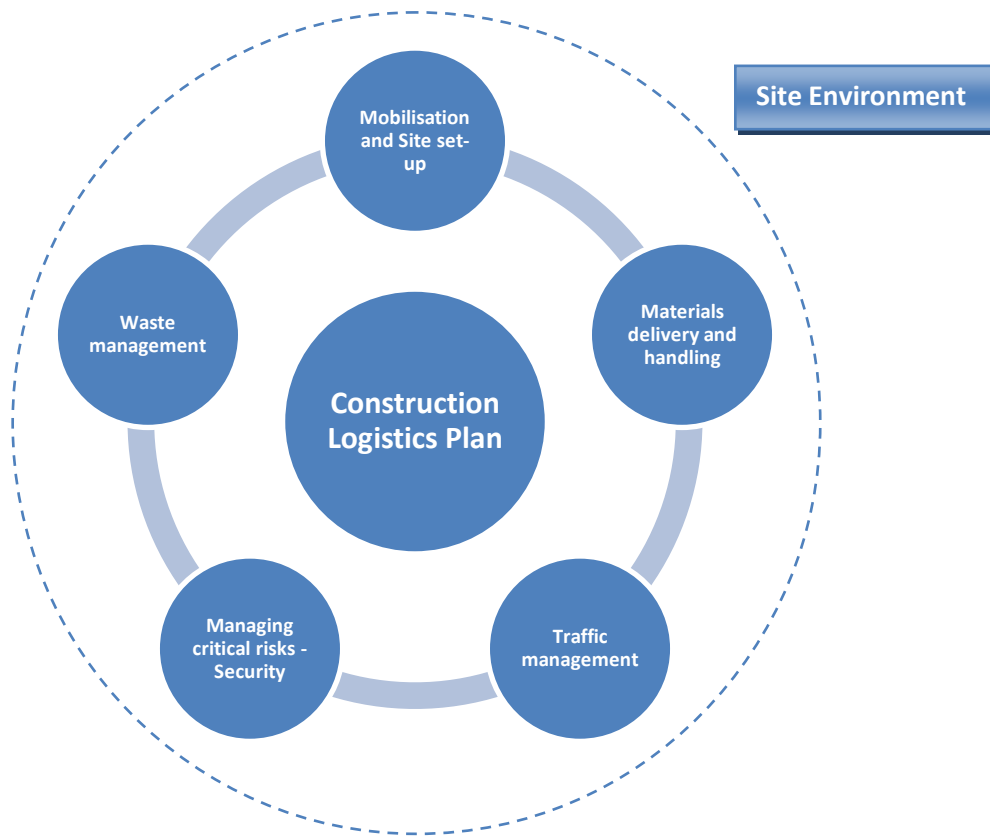 Site Environment
Mobilisation
and Site set-
up
Materials
delivery and
handling
Traffic
management
Managing
critical risks -
Security
Waste
management
Construction
Logistics Plan